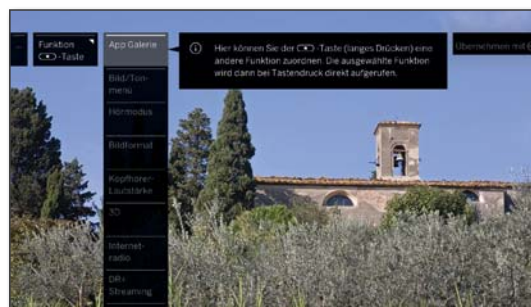 Funktion
-Taste
App Galerie
Hier können Sie der -Taste (langes Drücken) eine
andere Funktion zuordnen. Die ausgewählte Funktion
wird dann bei Tastendruck direkt aufgerufen.
Übernehmen mit
Bild/Ton-
menü
Hörmodus
Bildformat
Kopfhörer-
Lautstärke
3D
Internet-
radio
DR+
Streaming